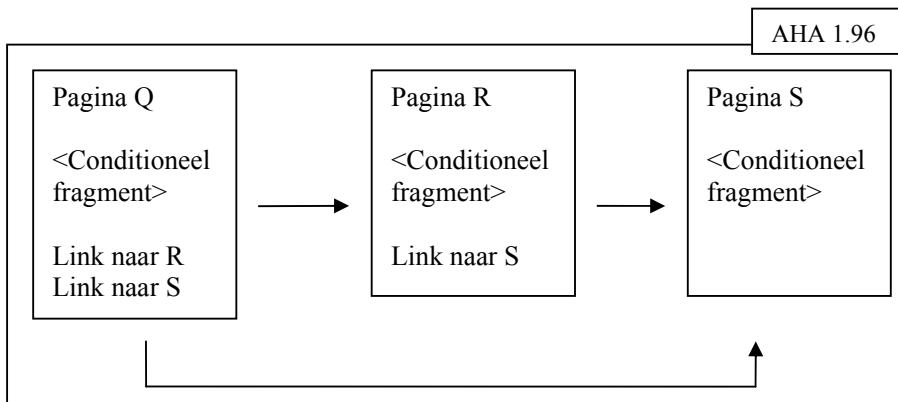 AHA 1.96
Pagina Q
<Conditioneel
fragment>
Link naar R
Link naar S
Pagina R
<Conditioneel
fragment>
Link naar S
Pagina S
<Conditioneel
fragment>